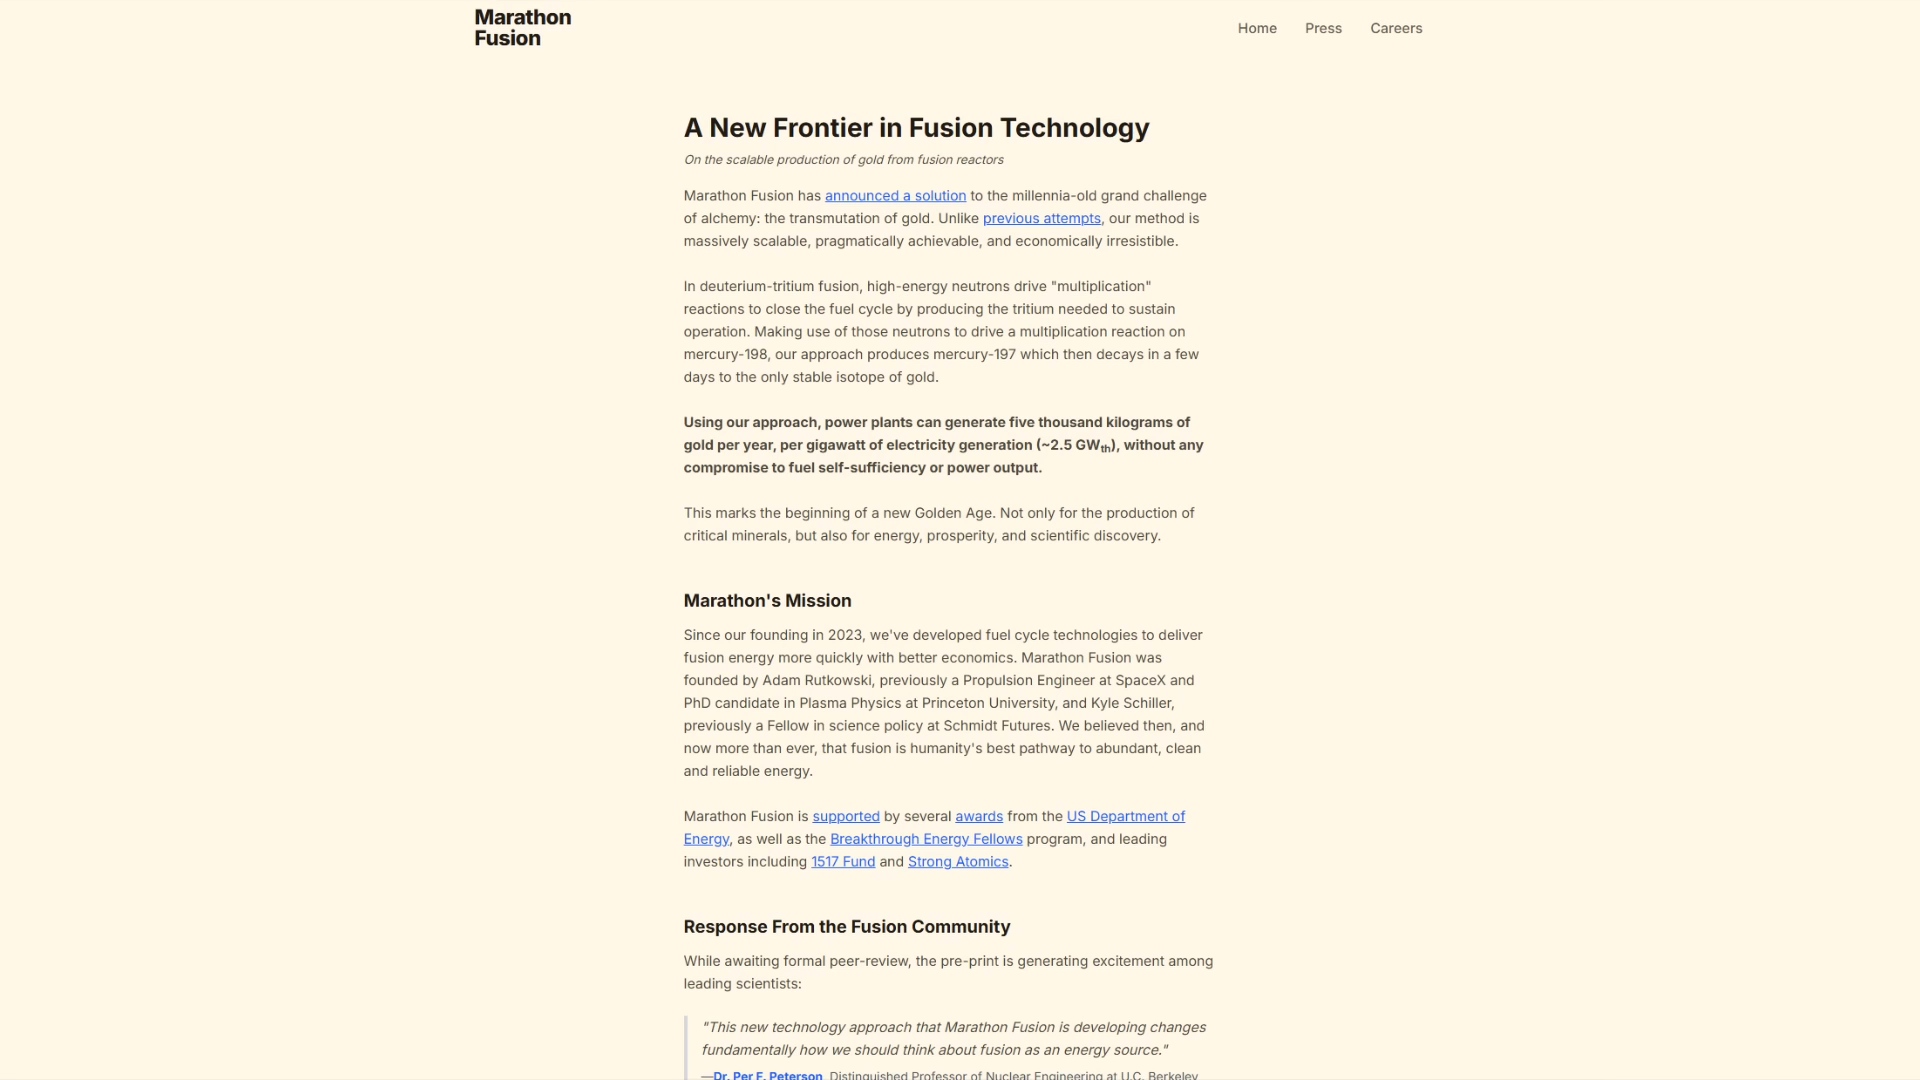 Marathon
Fusion
Home
Press
Careers
A New Frontier in Fusion Technology
On the scalable production of gold from fusion reactors
Marathon Fusion has announced a solution to the millennia-old grand challenge
of alchemy: the transmutation of gold. Unlike previous attempts, our method is
massively scalable, pragmatically achievable, and economically irresistible.
In deuterium-tritium fusion, high-energy neutrons drive "multiplication"
reactions to close the fuel cycle by producing the tritium needed to sustain
operation. Making use of those neutrons to drive a multiplication reaction on
mercury-198, our approach produces mercury-197 which then decays in a few
days to the only stable isotope of gold.
Using our approach, power plants can generate five thousand kilograms of
gold per year, per gigawatt of electricity generation (~2.5 GWth), without any
compromise to fuel self-sufficiency or power output.
This marks the beginning of a new Golden Age. Not only for the production of
critical minerals, but also for energy, prosperity, and scientific discovery.
Marathon's Mission
Since our founding in 2023, we've developed fuel cycle technologies to deliver
fusion energy more quickly with better economics. Marathon Fusion was
founded by Adam Rutkowski, previously a Propulsion Engineer at SpaceX and
PhD candidate in Plasma Physics at Princeton University, and Kyle Schiller,
previously a Fellow in science policy at Schmidt Futures. We believed then, and
now more than ever, that fusion is humanity's best pathway to abundant, clean
and reliable energy.
Marathon Fusion is supported by several awards from the US Department of
Energy, as well as the Breakthrough Energy Fellows program, and leading
investors including 1517 Fund and Strong Atomics.
Response From the Fusion Community
While awaiting formal peer-review, the pre-print is generating excitement among
leading scientists:
"This new technology approach that Marathon Fusion is developing changes
fundamentally how we should think about fusion as an energy source."
—Dr. Per F. Peterson, Distinguished Professor of Nuclear Engineering at U.C. Berkeley